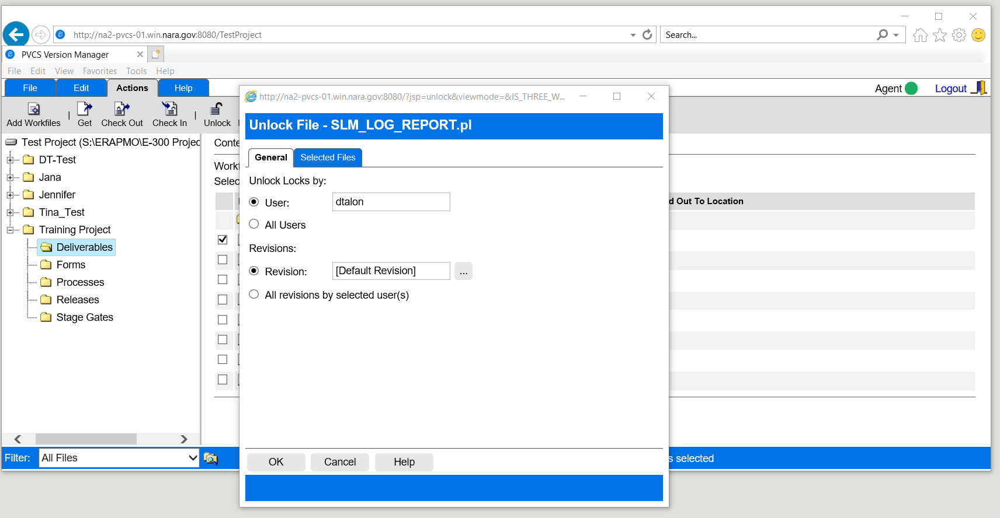 http://na2-pvcs-01.win.nara.gov:8080/TestProject
Search...
PVCS Version Manager
File Edit View Favorites Tools Help
File Edit Actions Help
Agent Logout
Add Workfiles | Get Check Out Check In | Unlock
Test Project (S:\ERAPMO\E-300 Projec
DT-Test
Jana
Jennifer
Tina_Test
Training Project
Deliverables
Forms
Processes
Releases
Stage Gates
Conte
Workf
Selec
d Out To Location
http://na2-pvcs-01.win.nara.gov:8080/?jsp=unlock&viewmode=&IS_THREE_W...
Unlock File - SLM_LOG_REPORT.pl
General Selected Files
Unlock Locks by:
User: dtalon
All Users
Revisions:
Revision: [Default Revision] ...
All revisions by selected user(s)
OK Cancel Help
Filter: All Files
s selected